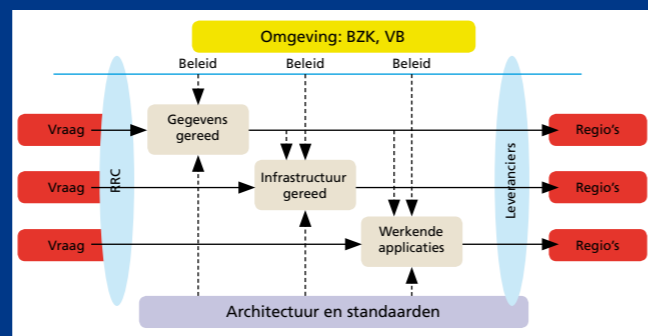 Omgeving: BZK, VB
Beleid Beleid Beleid
Vraag
RRC
Gegevens
gereed
Leveranciers
Regio's
Vraag
Infrastructuur
gereed
Regio's
Vraag
Werkende
applicaties
Regio's
Architectuur en standaarden